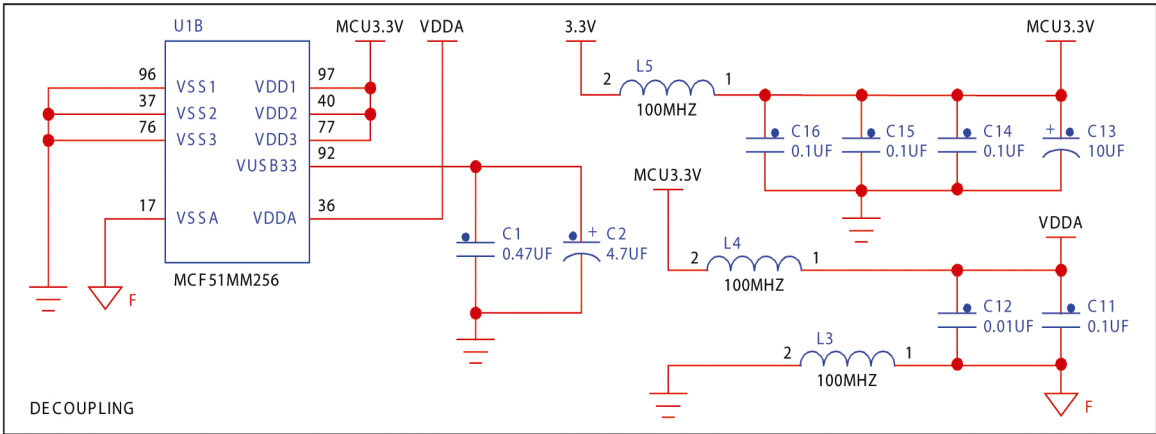 U1B
MCU3.3V VDDA
96 VSS1 VDD1 97
37 VSS2 VDD2 40
76 VSS3 VDD3 77
VUSB33 92
17 VSSA VDDA 36
MCF51MM256
F
C1
0.47UF
+ C2
4.7UF
3.3V
MCU3.3V
2 L5 1
100MHZ
C16
0.1UF
C15
0.1UF
C14
0.1UF
+ C13
10UF
MCU3.3V
VDDA
2 L4 1
100MHZ
C12
0.01UF
C11
0.1UF
2 L3 1
100MHZ
F
DECOUPLING